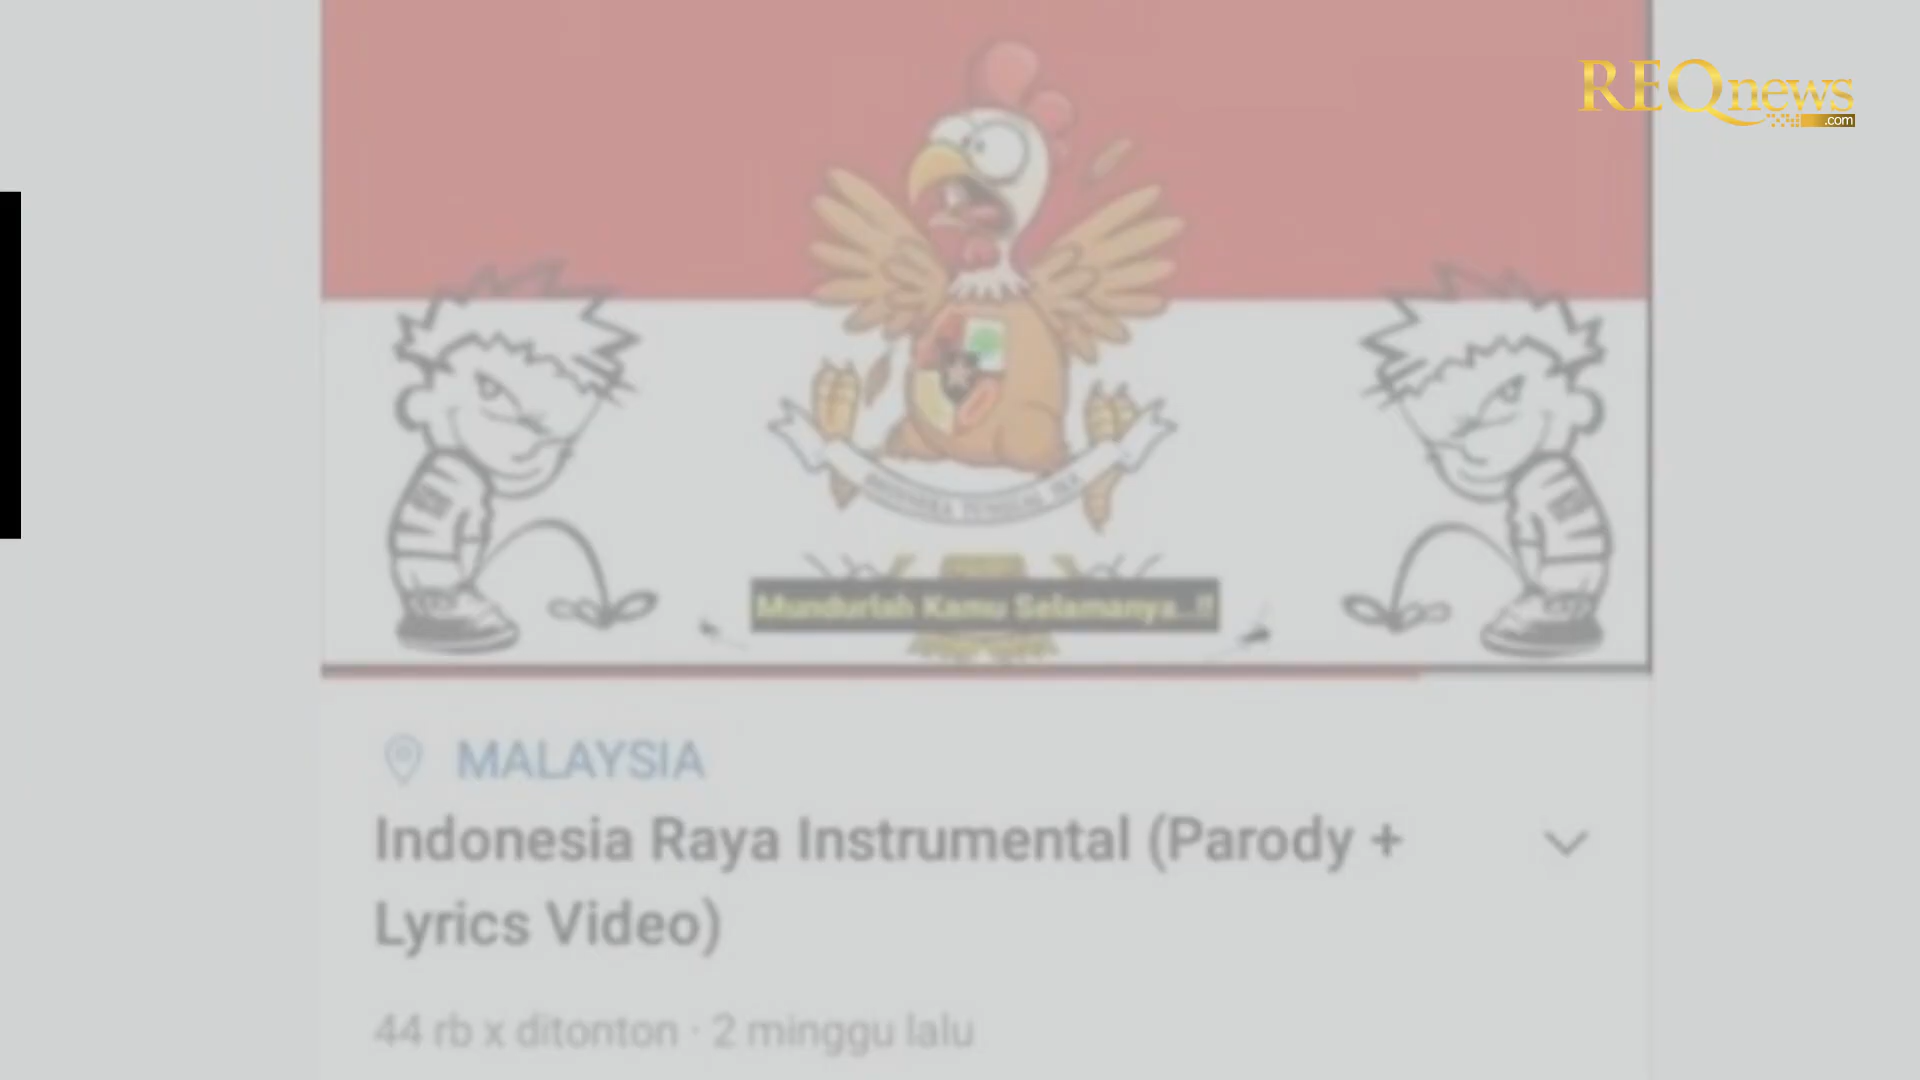 REQnews
.com
Mundurlah Kamu Selamanya..!!
MALAYSIA
Indonesia Raya Instrumental (Parody +
Lyrics Video)
44 rb x ditonton · 2 minggu lalu